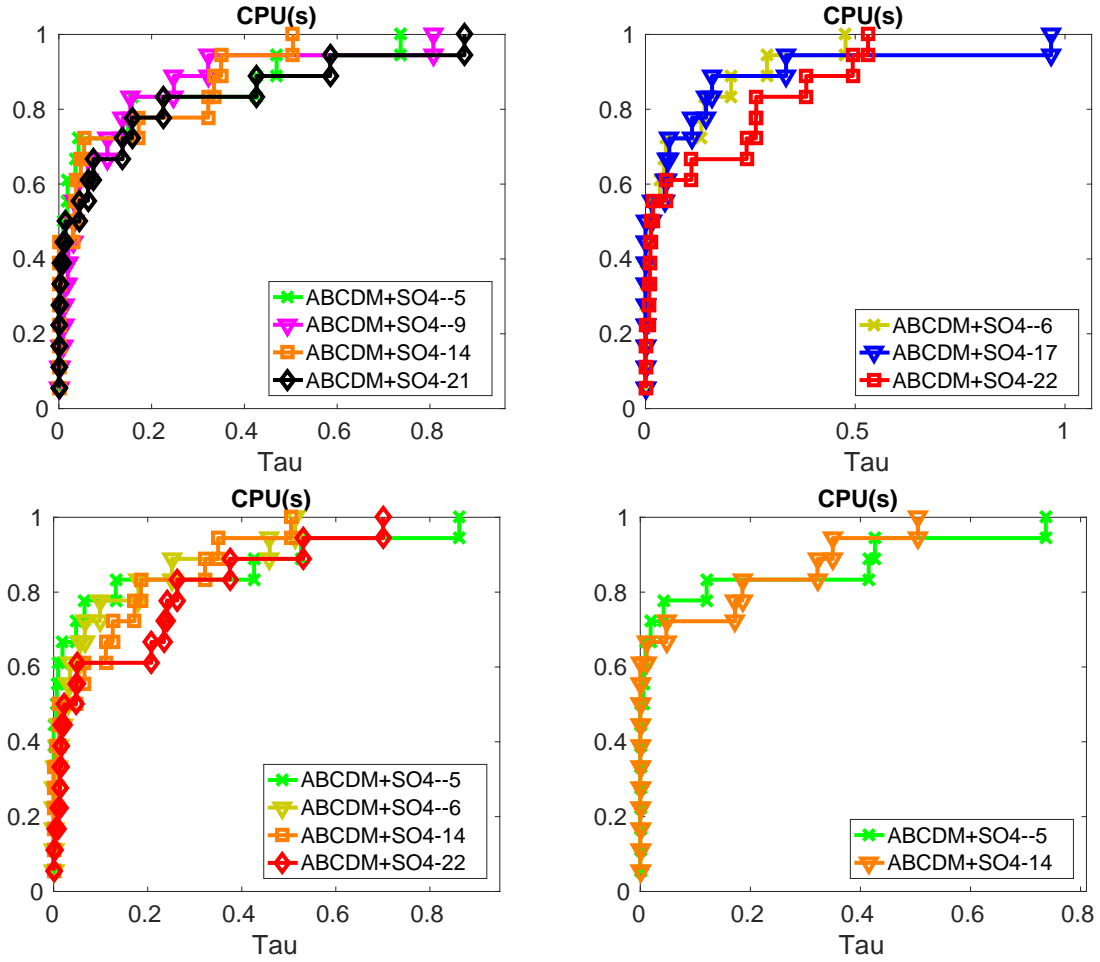 CPU(s)
1
0.8
0.6
0.4
0.2
0
0 0.2 0.4 0.6 0.8
Tau
ABCDM+SO4--5
ABCDM+SO4--9
ABCDM+SO4-14
ABCDM+SO4-21
CPU(s)
1
0.8
0.6
0.4
0.2
0
0 0.5 1
Tau
ABCDM+SO4--6
ABCDM+SO4-17
ABCDM+SO4-22
CPU(s)
1
0.8
0.6
0.4
0.2
0
0 0.2 0.4 0.6 0.8
Tau
ABCDM+SO4--5
ABCDM+SO4--6
ABCDM+SO4-14
ABCDM+SO4-22
CPU(s)
1
0.8
0.6
0.4
0.2
0
0 0.2 0.4 0.6 0.8
Tau
ABCDM+SO4--5
ABCDM+SO4-14